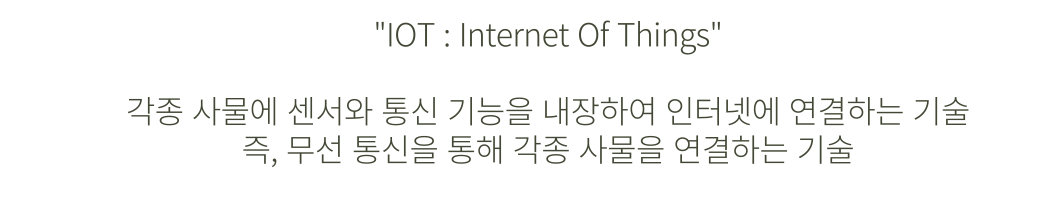 "IOT : Internet Of Things"
각종 사물에 센서와 통신 기능을 내장하여 인터넷에 연결하는 기술
즉, 무선 통신을 통해 각종 사물을 연결하는 기술